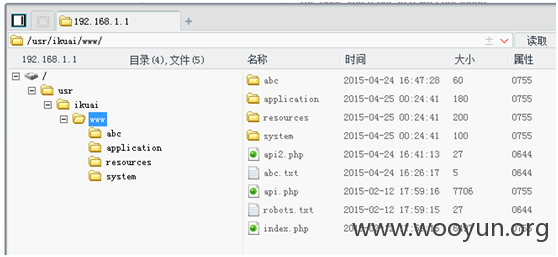 192.168.1.1
/usr/ikuai/www/ 读取
192.168.1.1 目录(4),文件(5) 名称 时间 大小 属性
/
usr
ikuai
www
abc
application
resources
system
abc 2015-04-24 16:47:28 60 0755
application 2015-04-25 00:24:41 180 0755
resources 2015-04-25 00:24:41 200 0755
system 2015-04-25 00:24:41 100 0755
api2.php 2015-04-24 16:41:13 27 0644
abc.txt 2015-04-24 16:26:17 5 0644
api.php 2015-02-12 17:59:16 7706 0755
robots.txt 2015-02-12 17:59:15 27 0644
index.php
www.wooyun.org